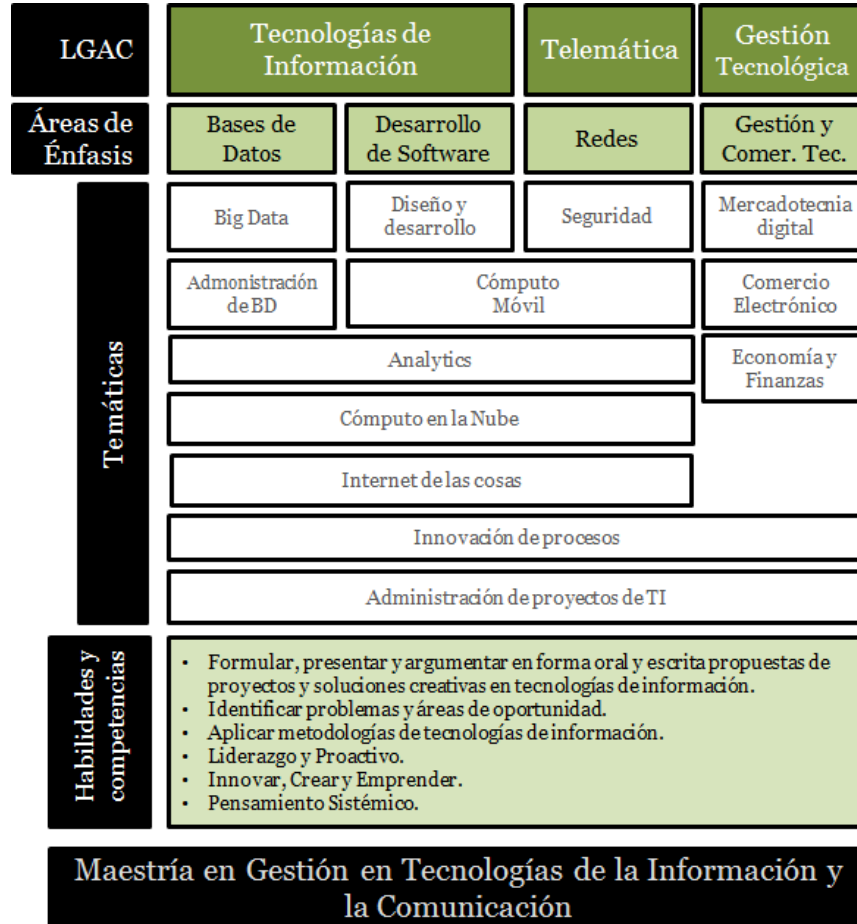 LGAC
Tecnologías de
Información
Telemática
Gestión
Tecnológica
Áreas de
Énfasis
Bases de
Datos
Desarrollo
de Software
Redes
Gestión y
Comer. Tec.
Temáticas
Big Data
Diseño y
desarrollo
Seguridad
Mercadotecnia
digital
Admonistración
de BD
Cómputo
Móvil
Comercio
Electrónico
Analytics
Economía y
Finanzas
Cómputo en la Nube
Internet de las cosas
Innovación de procesos
Administración de proyectos de TI
Habilidades y
competencias
• Formular, presentar y argumentar en forma oral y escrita propuestas de
proyectos y soluciones creativas en tecnologías de información.
• Identificar problemas y áreas de oportunidad.
• Aplicar metodologías de tecnologías de información.
• Liderazgo y Proactivo.
• Innovar, Crear y Emprender.
• Pensamiento Sistémico.
Maestría en Gestión en Tecnologías de la Información y
la Comunicación